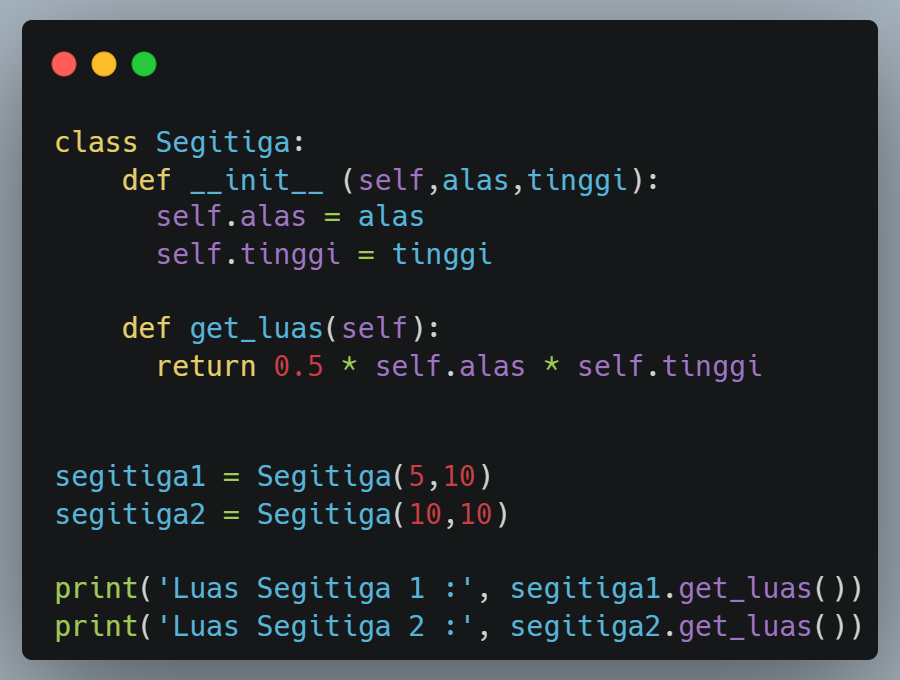 class Segitiga:
    def __init__ (self,alas,tinggi):
      self.alas = alas
      self.tinggi = tinggi
    def get_luas(self):
      return 0.5 * self.alas * self.tinggi
segitiga1 = Segitiga(5,10)
segitiga2 = Segitiga(10,10)
print('Luas Segitiga 1 :', segitiga1.get_luas())
print('Luas Segitiga 2 :', segitiga2.get_luas())